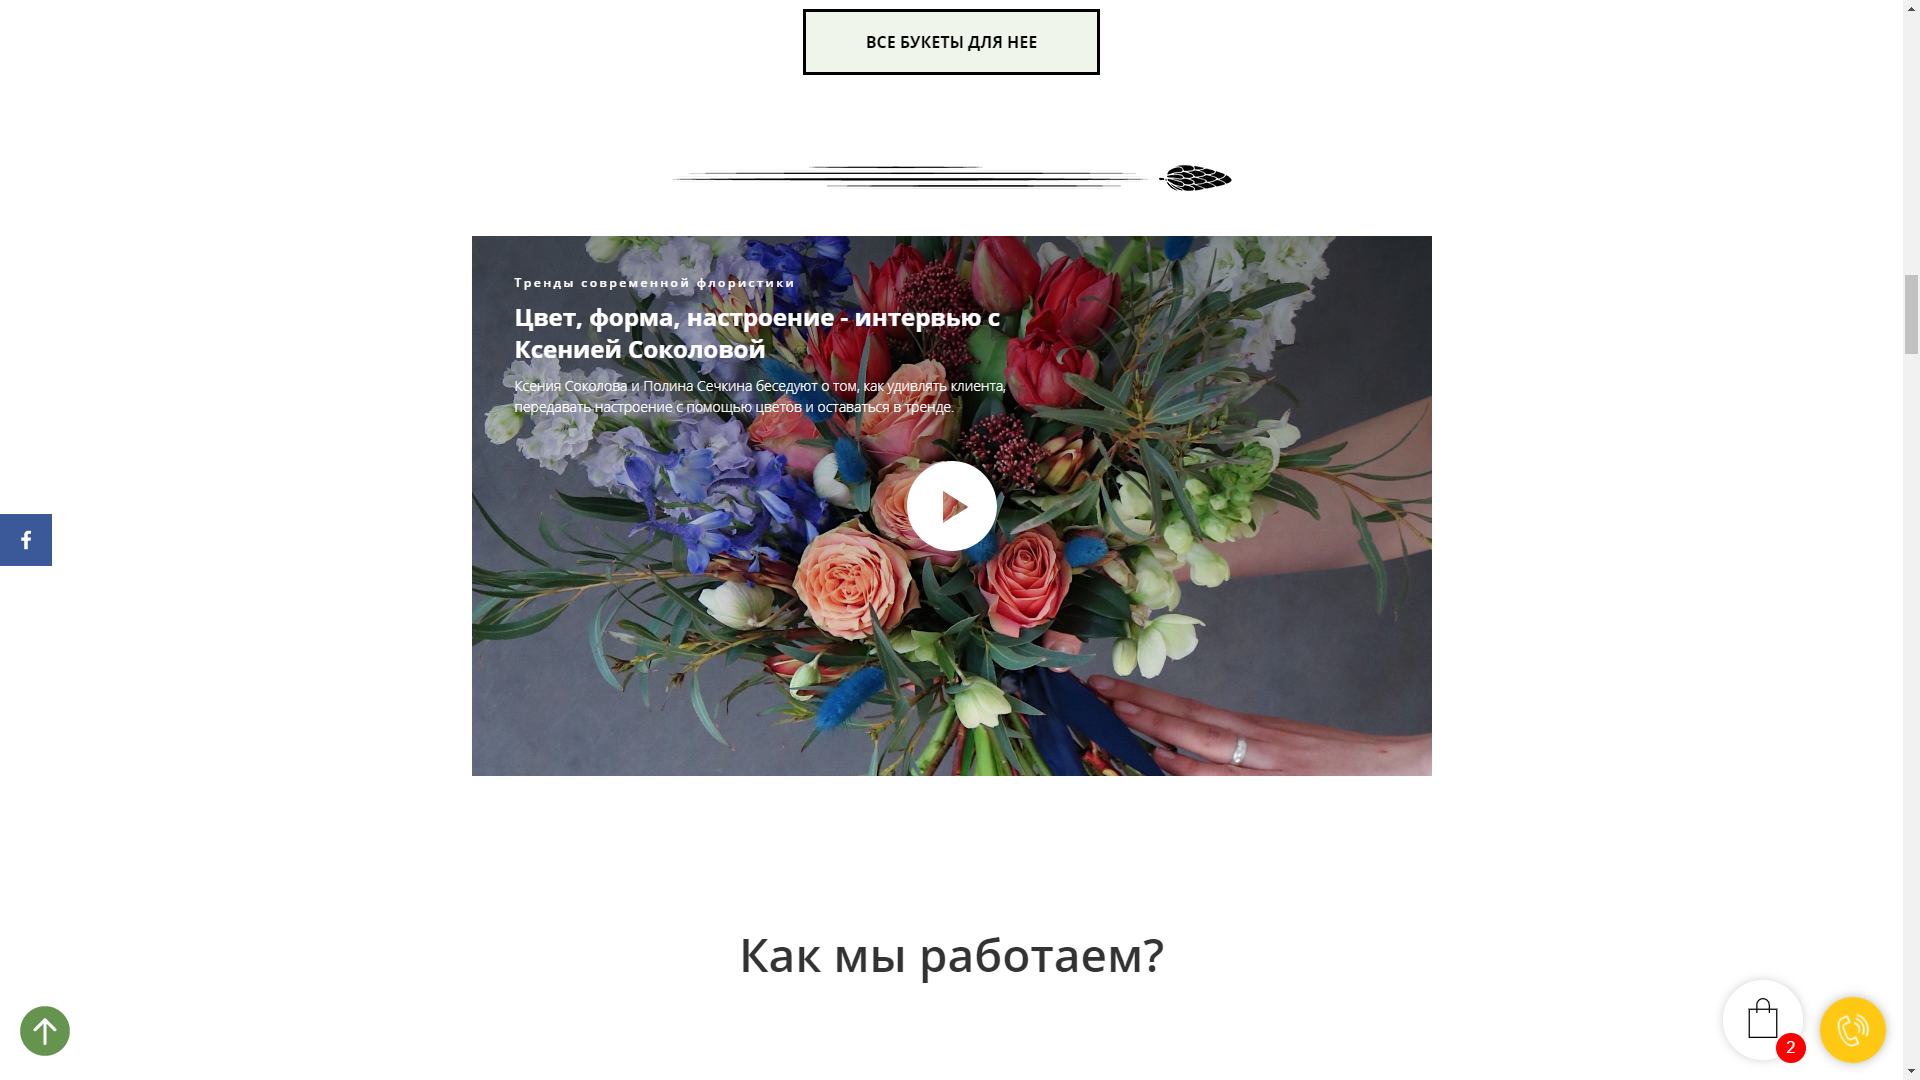 ВСЕ БУКЕТЫ ДЛЯ НЕЕ
Тренды современной флористики
Цвет, форма, настроение - интервью с
Ксенией Соколовой
Ксения Соколова и Полина Сечкина беседуют о том, как удивлять клиента,
передавать настроение с помощью цветов и оставаться в тренде.
f
Как мы работаем?
2